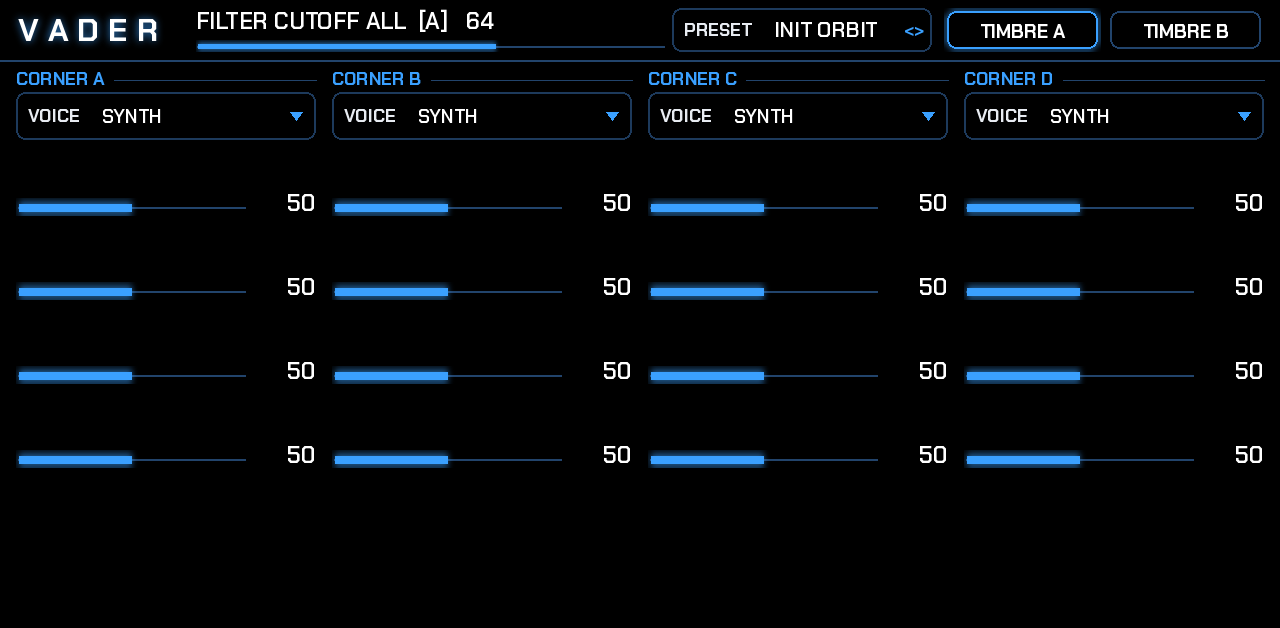 VADER FILTER CUTOFF ALL [A] 64 PRESET INIT ORBIT <> TIMBRE A TIMBRE B
CORNER A CORNER B CORNER C CORNER D
VOICE SYNTH VOICE SYNTH VOICE SYNTH VOICE SYNTH
50 50 50 50
50 50 50 50
50 50 50 50
50 50 50 50